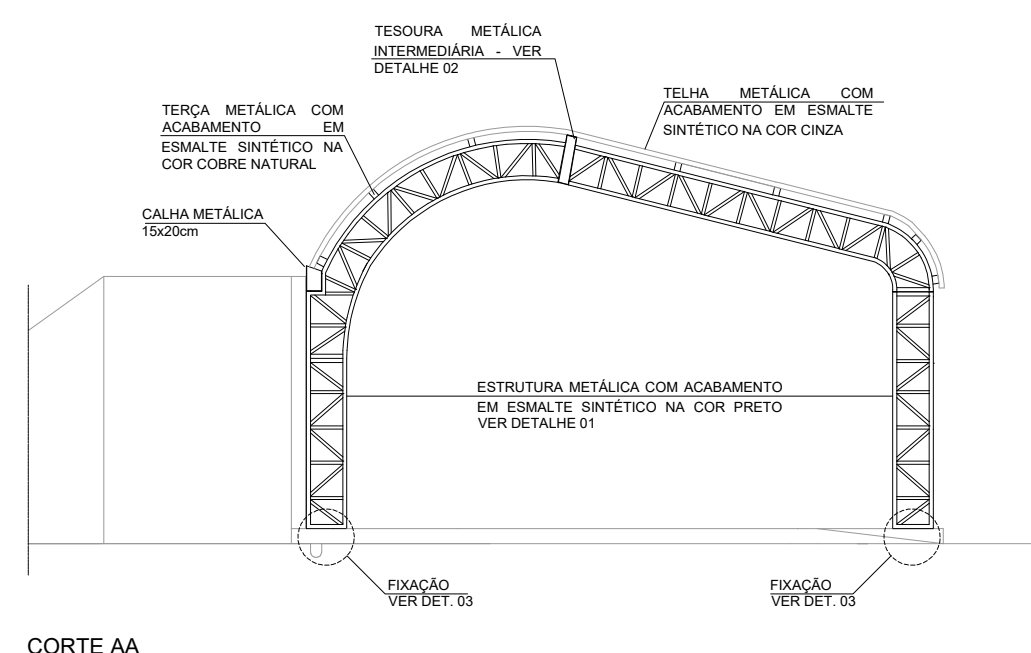 TESOURA METÁLICA
INTERMEDIÁRIA - VER
DETALHE 02
TELHA METÁLICA COM
ACABAMENTO EM ESMALTE
SINTÉTICO NA COR CINZA
TERÇA METÁLICA COM
ACABAMENTO EM
ESMALTE SINTÉTICO NA
COR COBRE NATURAL
CALHA METÁLICA
15x20cm
ESTRUTURA METÁLICA COM ACABAMENTO
EM ESMALTE SINTÉTICO NA COR PRETO
VER DETALHE 01
FIXAÇÃO
VER DET. 03
FIXAÇÃO
VER DET. 03
CORTE AA